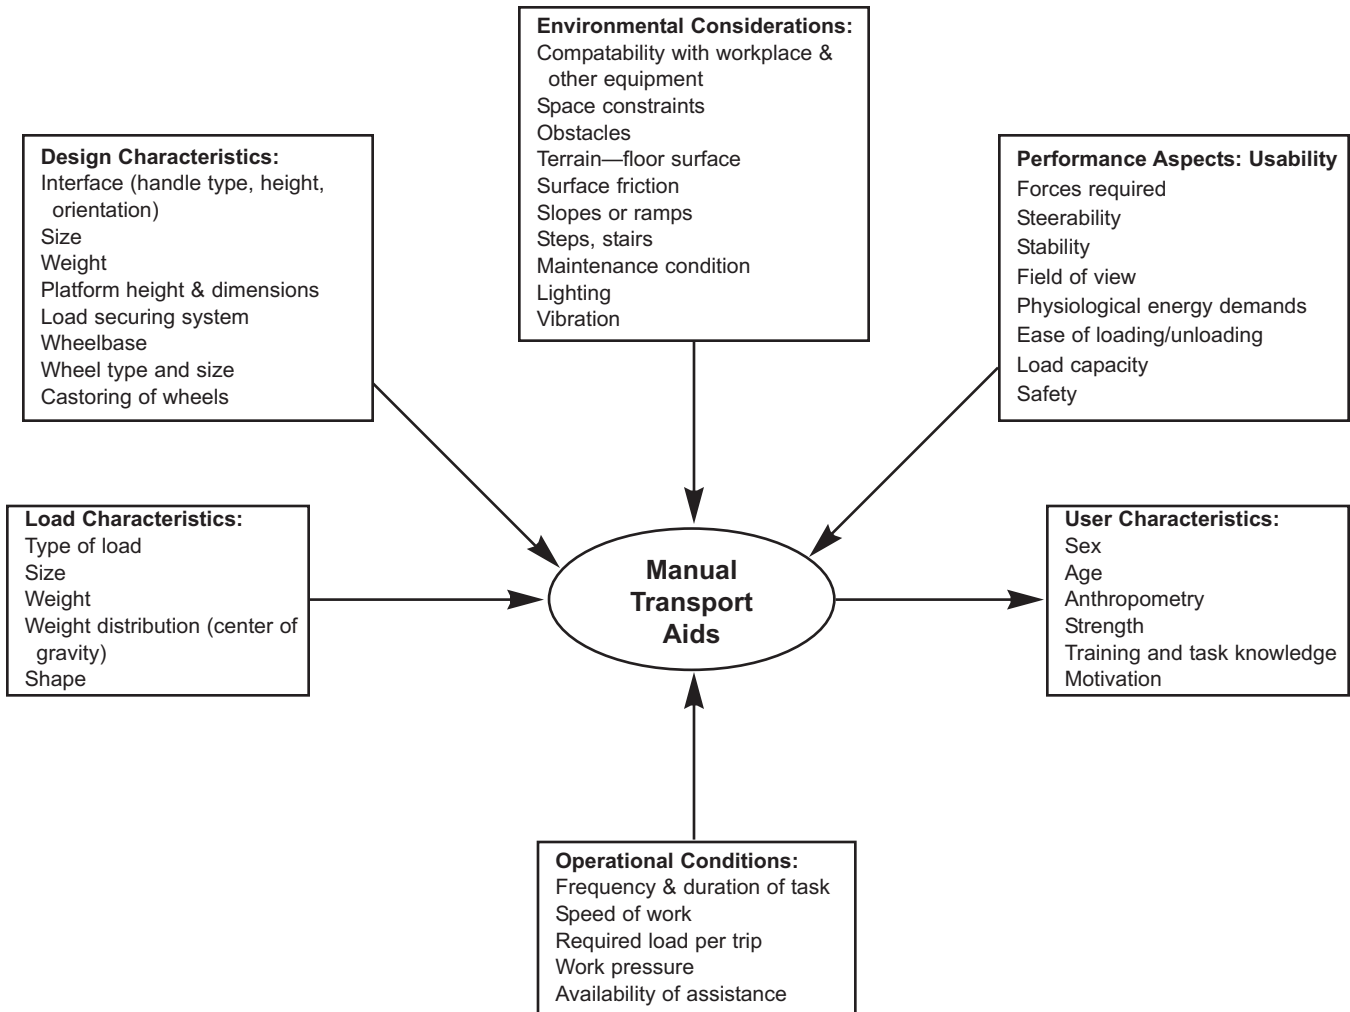 Environmental Considerations:
Compatability with workplace &
other equipment
Space constraints
Obstacles
Terrain—floor surface
Surface friction
Slopes or ramps
Steps, stairs
Maintenance condition
Lighting
Vibration
Design Characteristics:
Interface (handle type, height,
orientation)
Size
Weight
Platform height & dimensions
Load securing system
Wheelbase
Wheel type and size
Castoring of wheels
Performance Aspects: Usability
Forces required
Steerability
Stability
Field of view
Physiological energy demands
Ease of loading/unloading
Load capacity
Safety
Load Characteristics:
Type of load
Size
Weight
Weight distribution (center of
gravity)
Shape
Manual
Transport
Aids
User Characteristics:
Sex
Age
Anthropometry
Strength
Training and task knowledge
Motivation
Operational Conditions:
Frequency & duration of task
Speed of work
Required load per trip
Work pressure
Availability of assistance